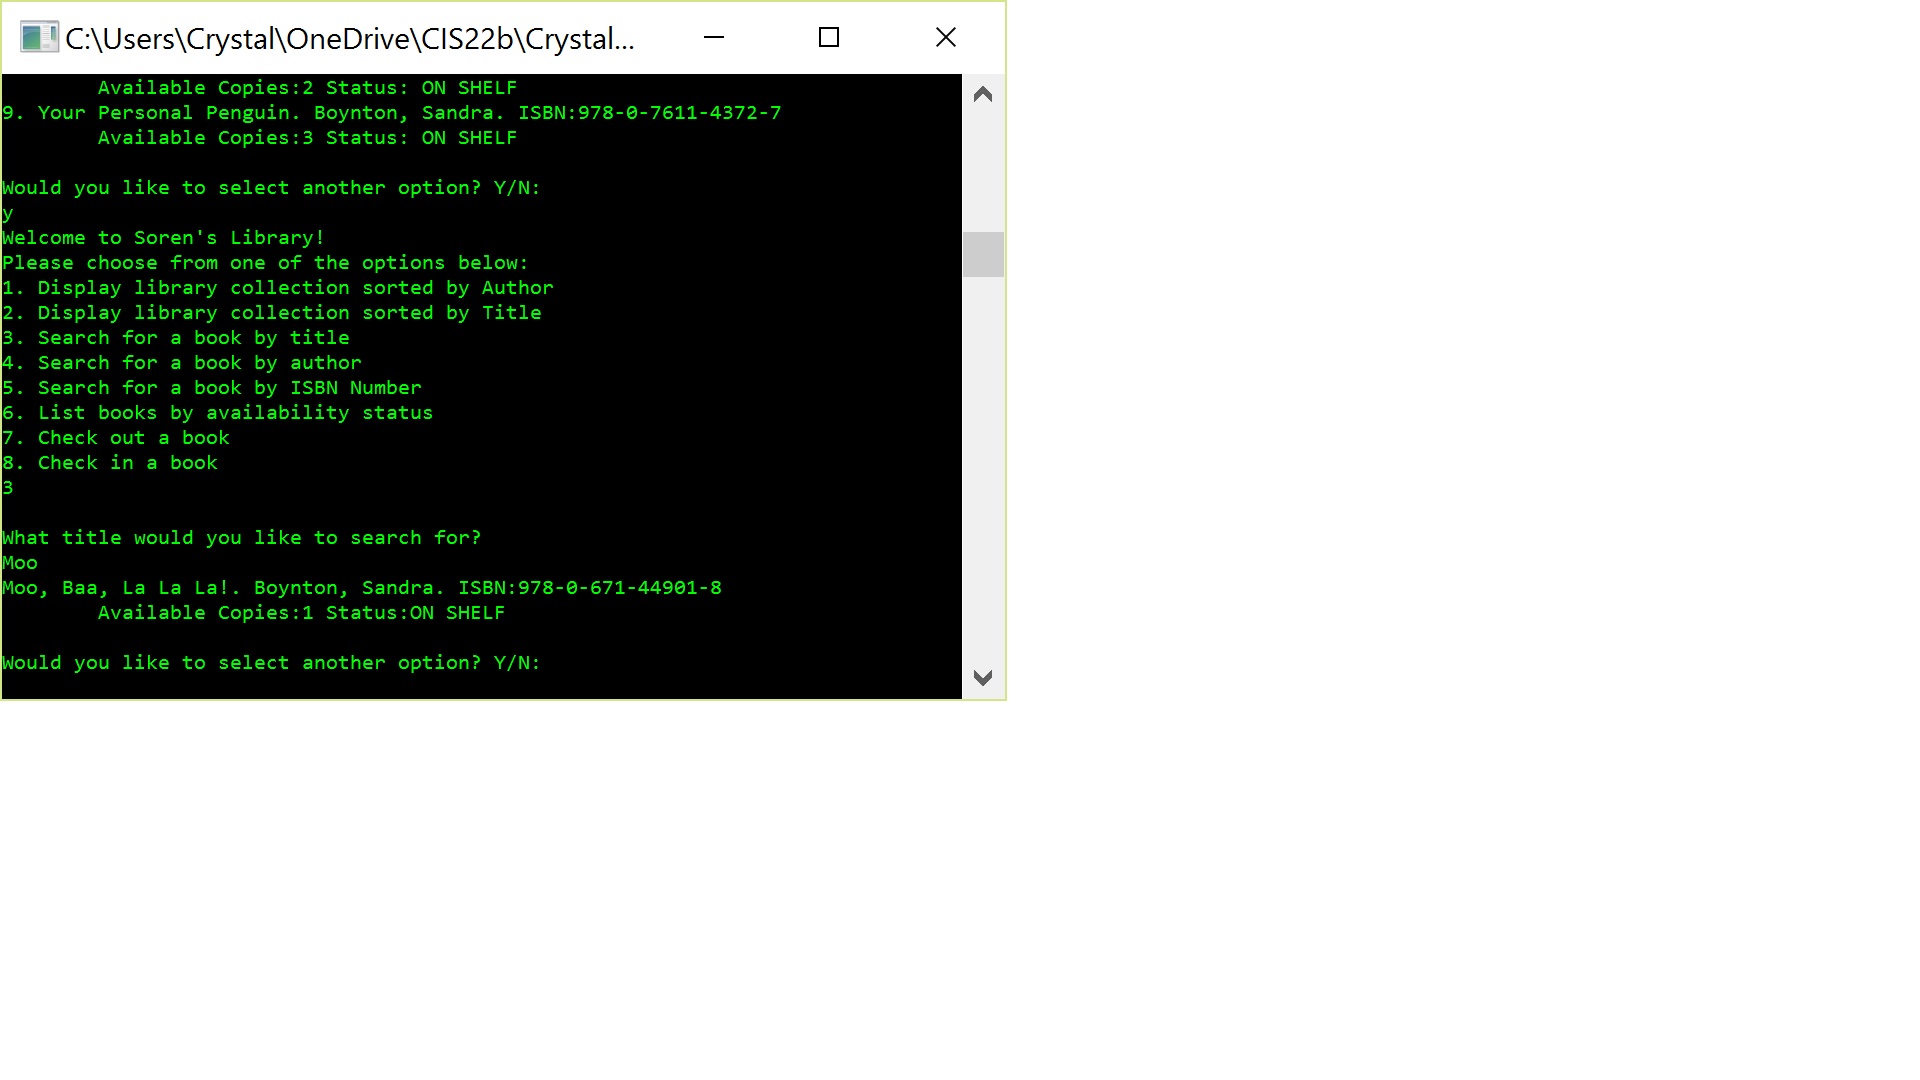 C:\Users\Crystal\OneDrive\CIS22b\Crystal...
Available Copies:2 Status: ON SHELF
9. Your Personal Penguin. Boynton, Sandra. ISBN:978-0-7611-4372-7
Available Copies:3 Status: ON SHELF
Would you like to select another option? Y/N:
y
Welcome to Soren's Library!
Please choose from one of the options below:
1. Display library collection sorted by Author
2. Display library collection sorted by Title
3. Search for a book by title
4. Search for a book by author
5. Search for a book by ISBN Number
6. List books by availability status
7. Check out a book
8. Check in a book
3
What title would you like to search for?
Moo
Moo, Baa, La La La!. Boynton, Sandra. ISBN:978-0-671-44901-8
Available Copies:1 Status:ON SHELF
Would you like to select another option? Y/N: